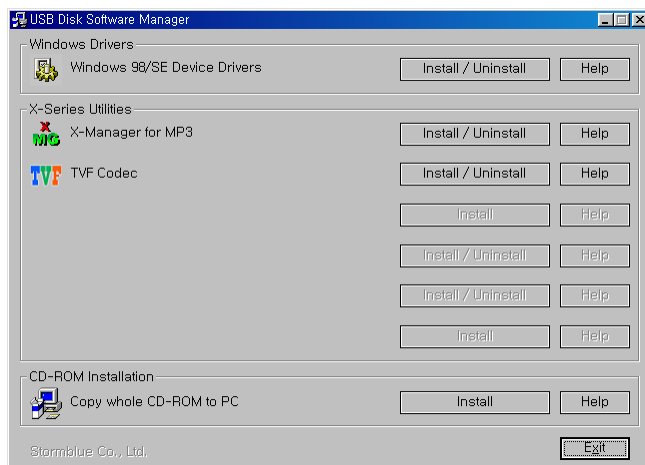 USB Disk Software Manager
Windows Drivers
Windows 98/SE Device Drivers Install / Uninstall Help
X-Series Utilities
X MG X-Manager for MP3 Install / Uninstall Help
TVF TVF Codec Install / Uninstall Help
Install Help
Install / Uninstall Help
Install / Uninstall Help
Install Help
CD-ROM Installation
Copy whole CD-ROM to PC Install Help
Stormblue Co., Ltd. Exit